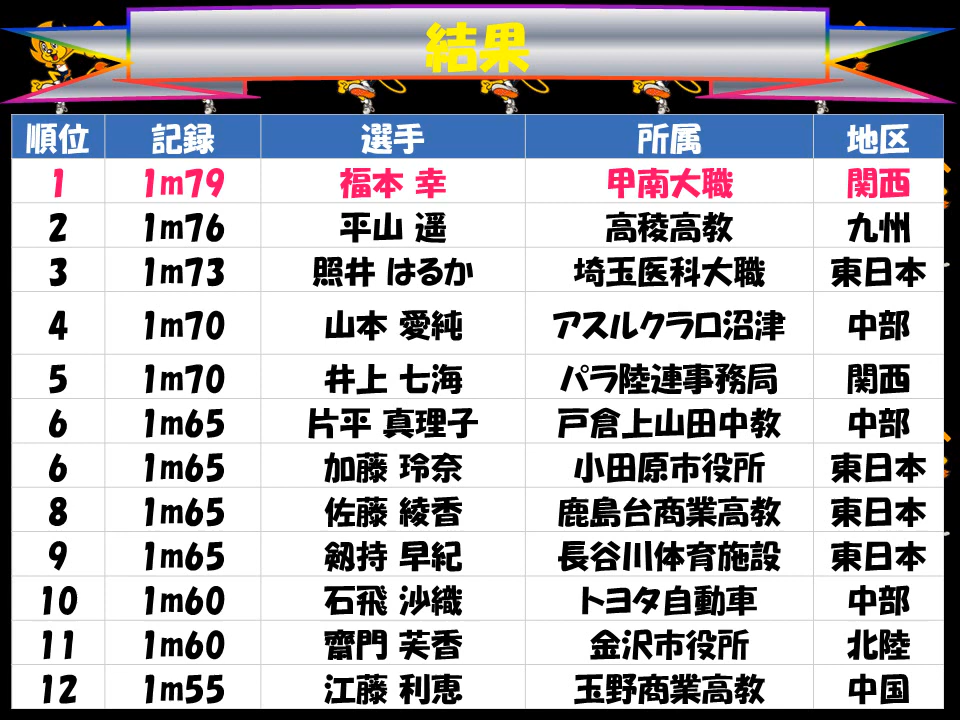 結果
順位 記録 選手 所属 地区
1 1m79 福本 幸 甲南大職 関西
2 1m76 平山 遥 高稜高教 九州
3 1m73 照井 はるか 埼玉医科大職 東日本
4 1m70 山本 愛純 アスルクラロ沼津 中部
5 1m70 井上 七海 パラ陸連事務局 関西
6 1m65 片平 真理子 戸倉上山田中教 中部
6 1m65 加藤 玲奈 小田原市役所 東日本
8 1m65 佐藤 綾香 鹿島台商業高教 東日本
9 1m65 剱持 早紀 長谷川体育施設 東日本
10 1m60 石飛 沙織 トヨタ自動車 中部
11 1m60 齋門 芙香 金沢市役所 北陸
12 1m55 江藤 利恵 玉野商業高教 中国